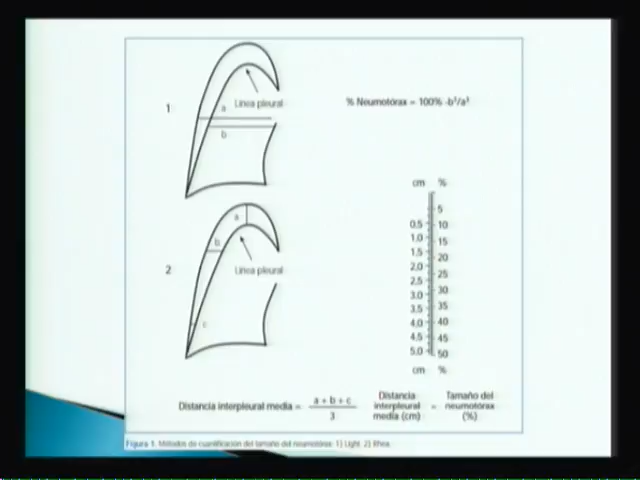 1
Línea pleural
a
b
% Neumotórax = 100% -b³/a³
cm %
5
0,5 10
1,0 15
1,5 20
2,0 25
2,5 30
3,0 35
3,5 40
4,0 45
4,5 50
5,0
cm %
2
a
b
Línea pleural
c
Distancia interpleural media = a + b + c
3
Distancia interpleural media (cm) = Tamaño del neumotórax (%)
Figura 1. Métodos de cuantificación del tamaño del neumotórax: 1) Light. 2) Rhea.